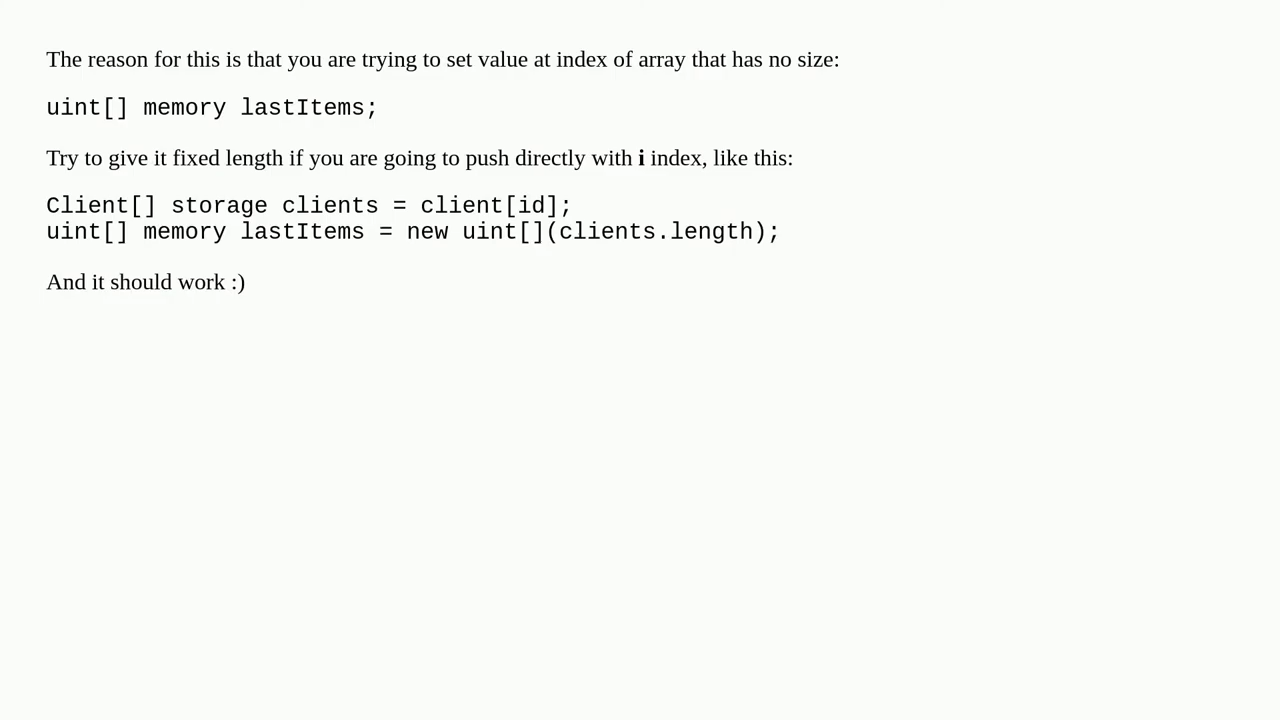 The reason for this is that you are trying to set value at index of array that has no size:
uint[] memory lastItems;
Try to give it fixed length if you are going to push directly with i index, like this:
Client[] storage clients = client[id];
uint[] memory lastItems = new uint[](clients.length);
And it should work :)